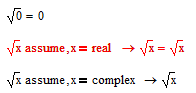 √0 = 0
√x assume, x = real → √x = √x
√x assume, x = complex → √x